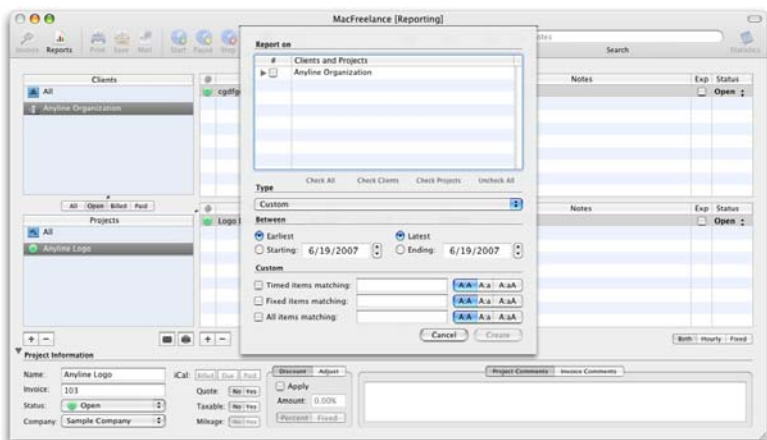 MacFreelance [Reporting]
Invoices Reports Print Save Mail Start Pause Stop
Search
Statistics
Clients
All
Anyline Organization
All Open Billed Paid
Projects
All
Anyline Logo
@
Notes Exp Status
Open
@
Notes Exp Status
Open
Report on
# Clients and Projects
Anyline Organization
Check All Check Clients Check Projects Uncheck All
Type
Custom
Between
Earliest Latest
Starting: 6/19/2007 Ending: 6/19/2007
Custom
Timed items matching: A:A A:a A:aA
Fixed items matching: A:A A:a A:aA
All items matching: A:A A:a A:aA
Cancel Create
+ - + - Both Hourly Fixed
Project Information
Name: Anyline Logo
Invoice: 103
Status: Open
Company: Sample Company
iCal: Billed Due Paid
Quote: No Yes
Taxable: No Yes
Mileage: No Yes
Discount Adjust
Apply
Amount: 0.00%
Percent Fixed
Project Comments Invoice Comments